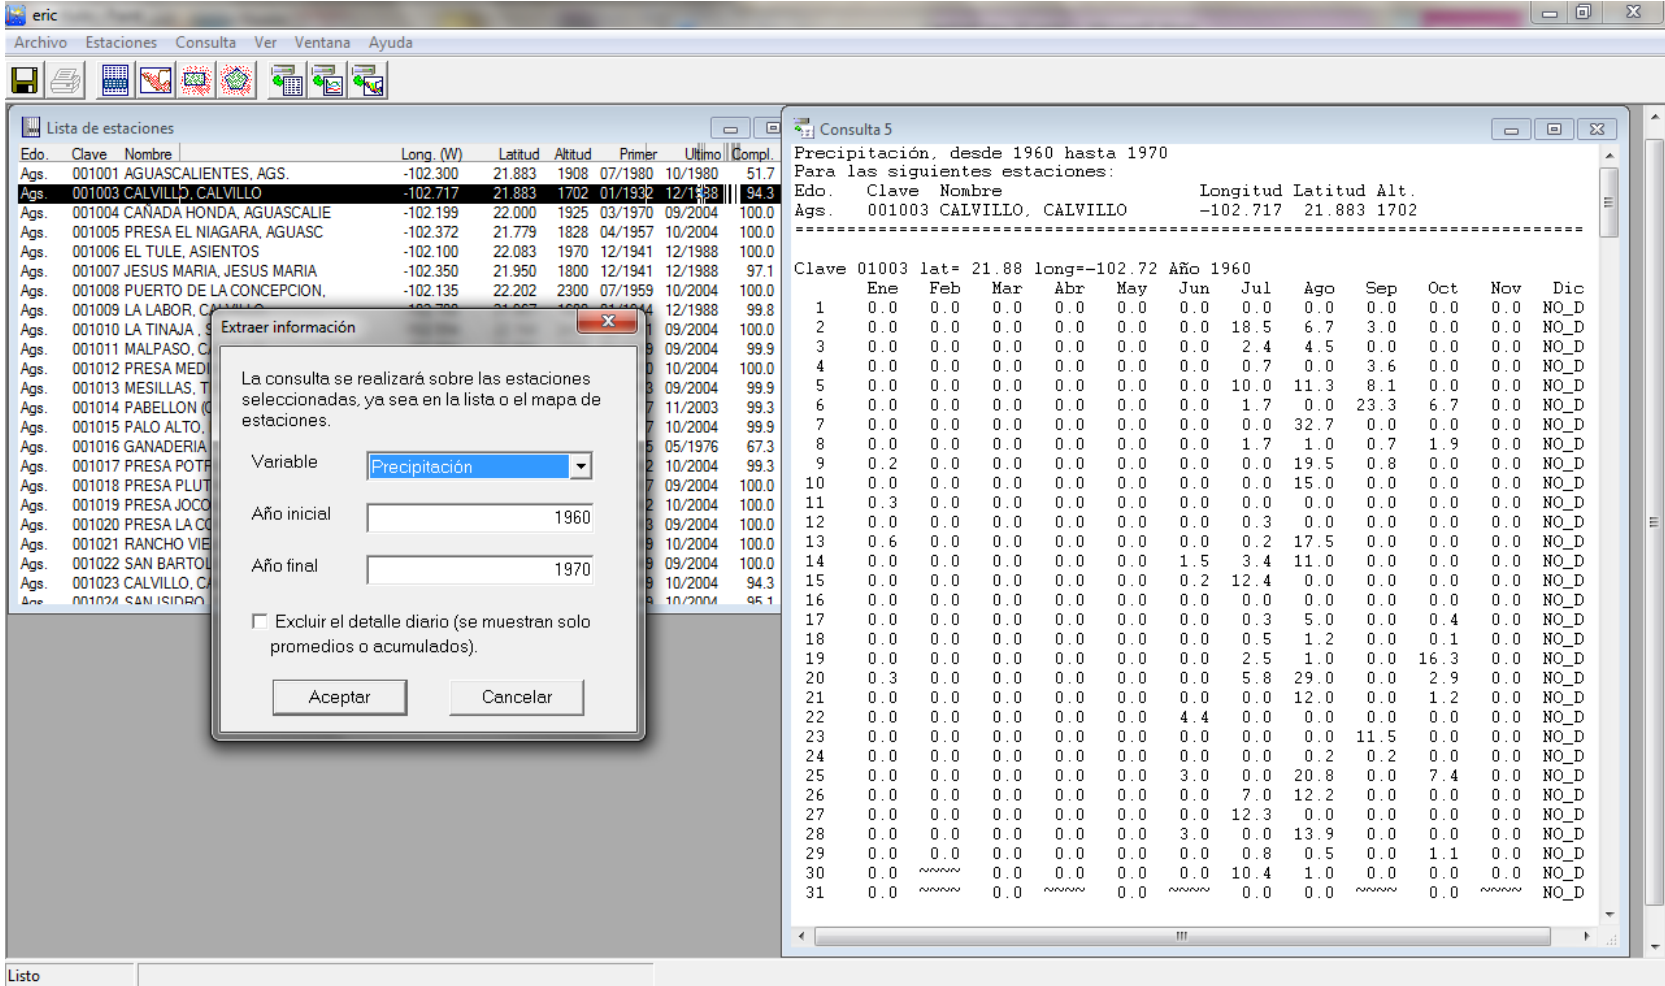 eric
Archivo Estaciones Consulta Ver Ventana Ayuda
Lista de estaciones
Edo. Clave Nombre Long. (W) Latitud Altitud Primer Ultimo Compl.
Ags. 001001 AGUASCALIENTES, AGS. -102.300 21.883 1908 07/1980 10/1980 51.7
Ags. 001003 CALVILLO, CALVILLO -102.717 21.883 1702 01/1932 12/1988 94.3
Ags. 001004 CAÑADA HONDA, AGUASCALIE -102.199 22.000 1925 03/1970 09/2004 100.0
Ags. 001005 PRESA EL NIAGARA, AGUASC -102.372 21.779 1828 04/1957 10/2004 100.0
Ags. 001006 EL TULE, ASIENTOS -102.100 22.083 1970 12/1941 12/1988 100.0
Ags. 001007 JESUS MARIA, JESUS MARIA -102.350 21.950 1800 12/1941 12/1988 97.1
Ags. 001008 PUERTO DE LA CONCEPCION, -102.135 22.202 2300 07/1959 10/2004 100.0
Ags. 001009 LA LABOR, 12/1988 99.8
Ags. 001010 LA TINAJA, 09/2004 100.0
Ags. 001011 MALPASO, 09/2004 99.9
Ags. 001012 PRESA 10/2004 100.0
Ags. 001013 MESILLAS, 09/2004 99.9
Ags. 001014 PABELLON 11/2003 99.3
Ags. 001015 PALO ALTO, 10/2004 99.9
Ags. 001016 GANADERIA 05/1976 67.3
Ags. 001017 PRESA POTR 10/2004 99.3
Ags. 001018 PRESA PLUT 09/2004 100.0
Ags. 001019 PRESA JOCO 10/2004 100.0
Ags. 001020 PRESA LA CO 09/2004 100.0
Ags. 001021 RANCHO VIE 10/2004 100.0
Ags. 001022 SAN BARTOL 09/2004 100.0
Ags. 001023 CALVILLO, 10/2004 94.3
Ags. 001024 SAN ISIDRO 10/2004 95.1
Extraer información
La consulta se realizará sobre las estaciones
seleccionadas, ya sea en la lista o el mapa de
estaciones.
Variable Precipitación
Año inicial 1960
Año final 1970
Excluir el detalle diario (se muestran solo
promedios o acumulados).
Aceptar Cancelar
Consulta 5
Precipitación, desde 1960 hasta 1970
Para las siguientes estaciones:
Edo. Clave Nombre Longitud Latitud Alt.
Ags. 001003 CALVILLO, CALVILLO -102.717 21.883 1702
Clave 01003 lat= 21.88 long=-102.72 Año 1960
Ene Feb Mar Abr May Jun Jul Ago Sep Oct Nov Dic
1 0.0 0.0 0.0 0.0 0.0 0.0 0.0 0.0 0.0 0.0 0.0 NO_D
2 0.0 0.0 0.0 0.0 0.0 0.0 18.5 6.7 3.0 0.0 0.0 NO_D
3 0.0 0.0 0.0 0.0 0.0 0.0 2.4 4.5 0.0 0.0 0.0 NO_D
4 0.0 0.0 0.0 0.0 0.0 0.0 0.7 0.0 3.6 0.0 0.0 NO_D
5 0.0 0.0 0.0 0.0 0.0 0.0 10.0 11.3 8.1 0.0 0.0 NO_D
6 0.0 0.0 0.0 0.0 0.0 0.0 1.7 0.0 23.3 6.7 0.0 NO_D
7 0.0 0.0 0.0 0.0 0.0 0.0 0.0 32.7 0.0 0.0 0.0 NO_D
8 0.0 0.0 0.0 0.0 0.0 0.0 1.7 1.0 0.7 1.9 0.0 NO_D
9 0.2 0.0 0.0 0.0 0.0 0.0 0.0 19.5 0.8 0.0 0.0 NO_D
10 0.0 0.0 0.0 0.0 0.0 0.0 0.0 15.0 0.0 0.0 0.0 NO_D
11 0.3 0.0 0.0 0.0 0.0 0.0 0.0 0.0 0.0 0.0 0.0 NO_D
12 0.0 0.0 0.0 0.0 0.0 0.0 0.3 0.0 0.0 0.0 0.0 NO_D
13 0.6 0.0 0.0 0.0 0.0 0.0 0.2 17.5 0.0 0.0 0.0 NO_D
14 0.0 0.0 0.0 0.0 0.0 1.5 3.4 11.0 0.0 0.0 0.0 NO_D
15 0.0 0.0 0.0 0.0 0.0 0.2 12.4 0.0 0.0 0.0 0.0 NO_D
16 0.0 0.0 0.0 0.0 0.0 0.0 0.0 0.0 0.0 0.0 0.0 NO_D
17 0.0 0.0 0.0 0.0 0.0 0.0 0.3 5.0 0.0 0.4 0.0 NO_D
18 0.0 0.0 0.0 0.0 0.0 0.0 0.5 1.2 0.0 0.1 0.0 NO_D
19 0.0 0.0 0.0 0.0 0.0 0.0 2.5 1.0 0.0 16.3 0.0 NO_D
20 0.3 0.0 0.0 0.0 0.0 0.0 5.8 29.0 0.0 2.9 0.0 NO_D
21 0.0 0.0 0.0 0.0 0.0 0.0 0.0 12.0 0.0 1.2 0.0 NO_D
22 0.0 0.0 0.0 0.0 0.0 4.4 0.0 0.0 0.0 0.0 0.0 NO_D
23 0.0 0.0 0.0 0.0 0.0 0.0 0.0 0.0 11.5 0.0 0.0 NO_D
24 0.0 0.0 0.0 0.0 0.0 0.0 0.0 0.2 0.2 0.0 0.0 NO_D
25 0.0 0.0 0.0 0.0 0.0 3.0 0.0 20.8 0.0 7.4 0.0 NO_D
26 0.0 0.0 0.0 0.0 0.0 0.0 7.0 12.2 0.0 0.0 0.0 NO_D
27 0.0 0.0 0.0 0.0 0.0 0.0 12.3 0.0 0.0 0.0 0.0 NO_D
28 0.0 0.0 0.0 0.0 0.0 3.0 0.0 13.9 0.0 0.0 0.0 NO_D
29 0.0 0.0 0.0 0.0 0.0 0.0 0.8 0.5 0.0 1.1 0.0 NO_D
30 0.0 ~~~~ 0.0 0.0 0.0 0.0 10.4 1.0 0.0 0.0 0.0 NO_D
31 0.0 ~~~~ 0.0 ~~~~ 0.0 ~~~~ 0.0 0.0 ~~~~ 0.0 ~~~~ NO_D
Listo